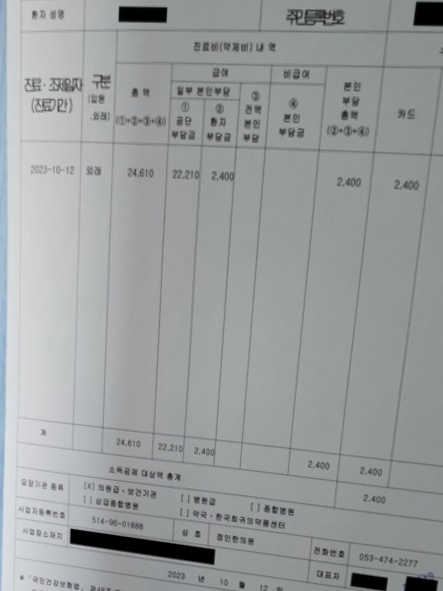 환자 성명
주민등록번호
진료비(약제비) 내역
진료·조제일자
(진료기간)
구분
(입원
,외래)
총 액
(①+②+③+④)
급여
일부 본인부담
①
공단
부담금
②
환자
부담금
③
전액
본인
부담
비급여
④
본인
부담금
본인
부담
총액
(②+③+④)
카드
2023-10-12 외래 24,610 22,210 2,400 2,400 2,400
계 24,610 22,210 2,400 2,400 2,400
소득공제 대상액 총계 2,400
요양기관 종류 [X] 의원급·보건기관 [ ] 병원급 [ ] 종합병원
[ ] 상급종합병원 [ ] 약국·한국희귀의약품센터
사업자등록번호 514-96-01888 상 호 정인한의원 전화번호 053-474-2277
사업장소재지 대표자
2023 년 10 월 12 일
*「국민건강보험법」